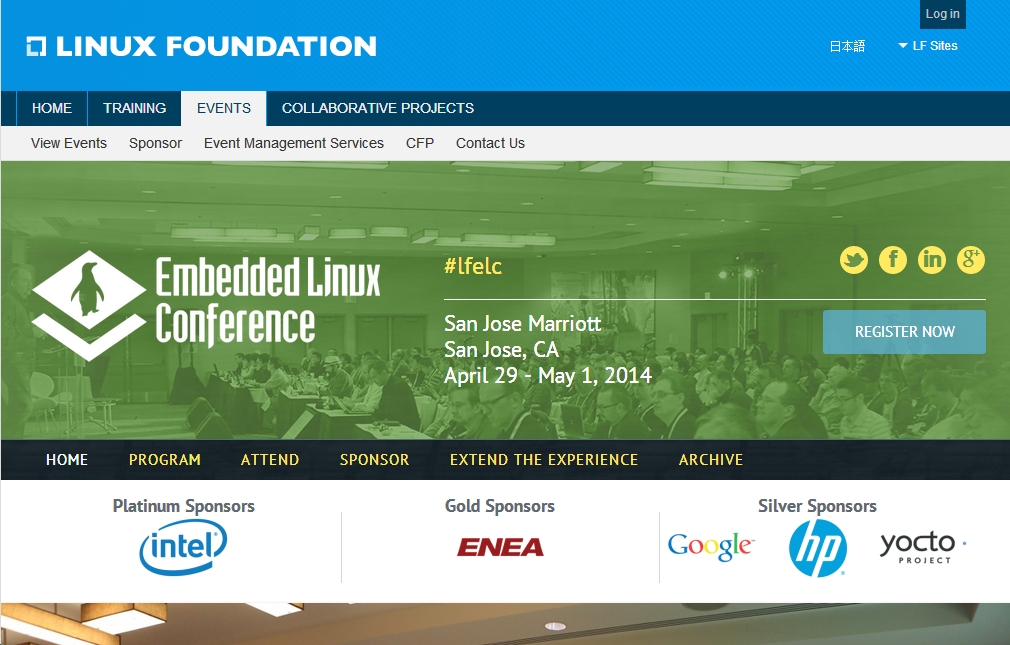 Log in
LINUX FOUNDATION
日本語
LF Sites
HOME TRAINING EVENTS COLLABORATIVE PROJECTS
View Events Sponsor Event Management Services CFP Contact Us
Embedded Linux
Conference
#lfelc
f in g+
San Jose Marriott
San Jose, CA
April 29 - May 1, 2014
REGISTER NOW
HOME PROGRAM ATTEND SPONSOR EXTEND THE EXPERIENCE ARCHIVE
Platinum Sponsors Gold Sponsors Silver Sponsors
intel ENEA Google hp yocto
PROJECT